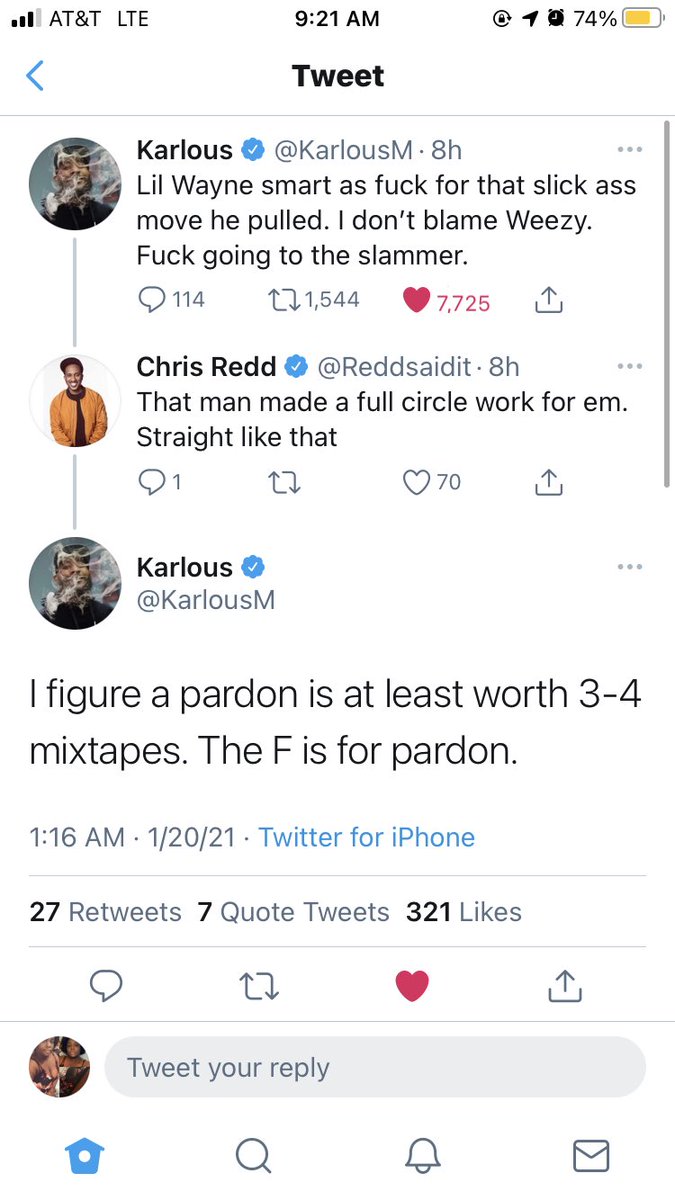 AT&T LTE 9:21 AM 74%
Tweet
Karlous @KarlousM · 8h
Lil Wayne smart as fuck for that slick ass
move he pulled. I don’t blame Weezy.
Fuck going to the slammer.
114 1,544 7,725
Chris Redd @Reddsaidit · 8h
That man made a full circle work for em.
Straight like that
1 70
Karlous
@KarlousM
I figure a pardon is at least worth 3-4
mixtapes. The F is for pardon.
1:16 AM · 1/20/21 · Twitter for iPhone
27 Retweets 7 Quote Tweets 321 Likes
Tweet your reply